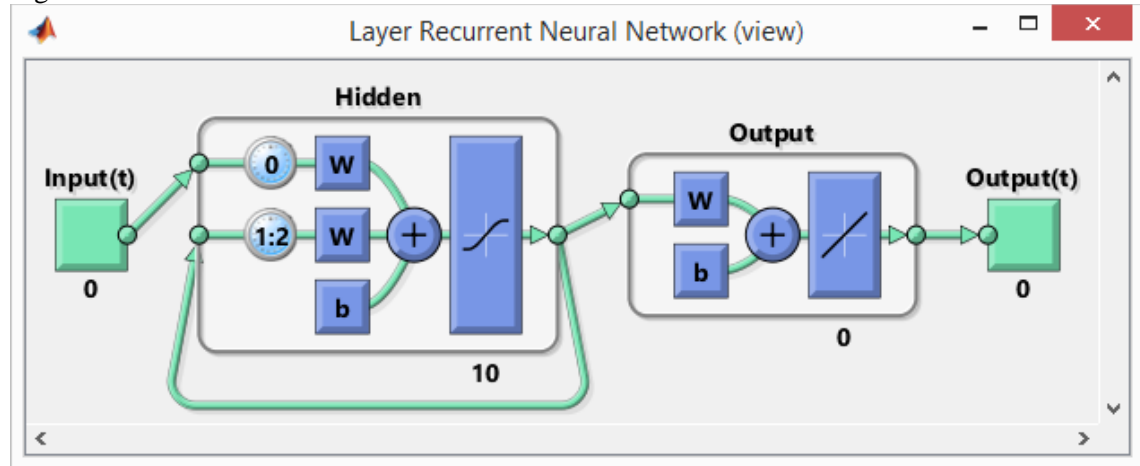 Layer Recurrent Neural Network (view)
Hidden
Output
Input(t)
Output(t)
0
W
1:2
W
b
W
b
0
10
0
0